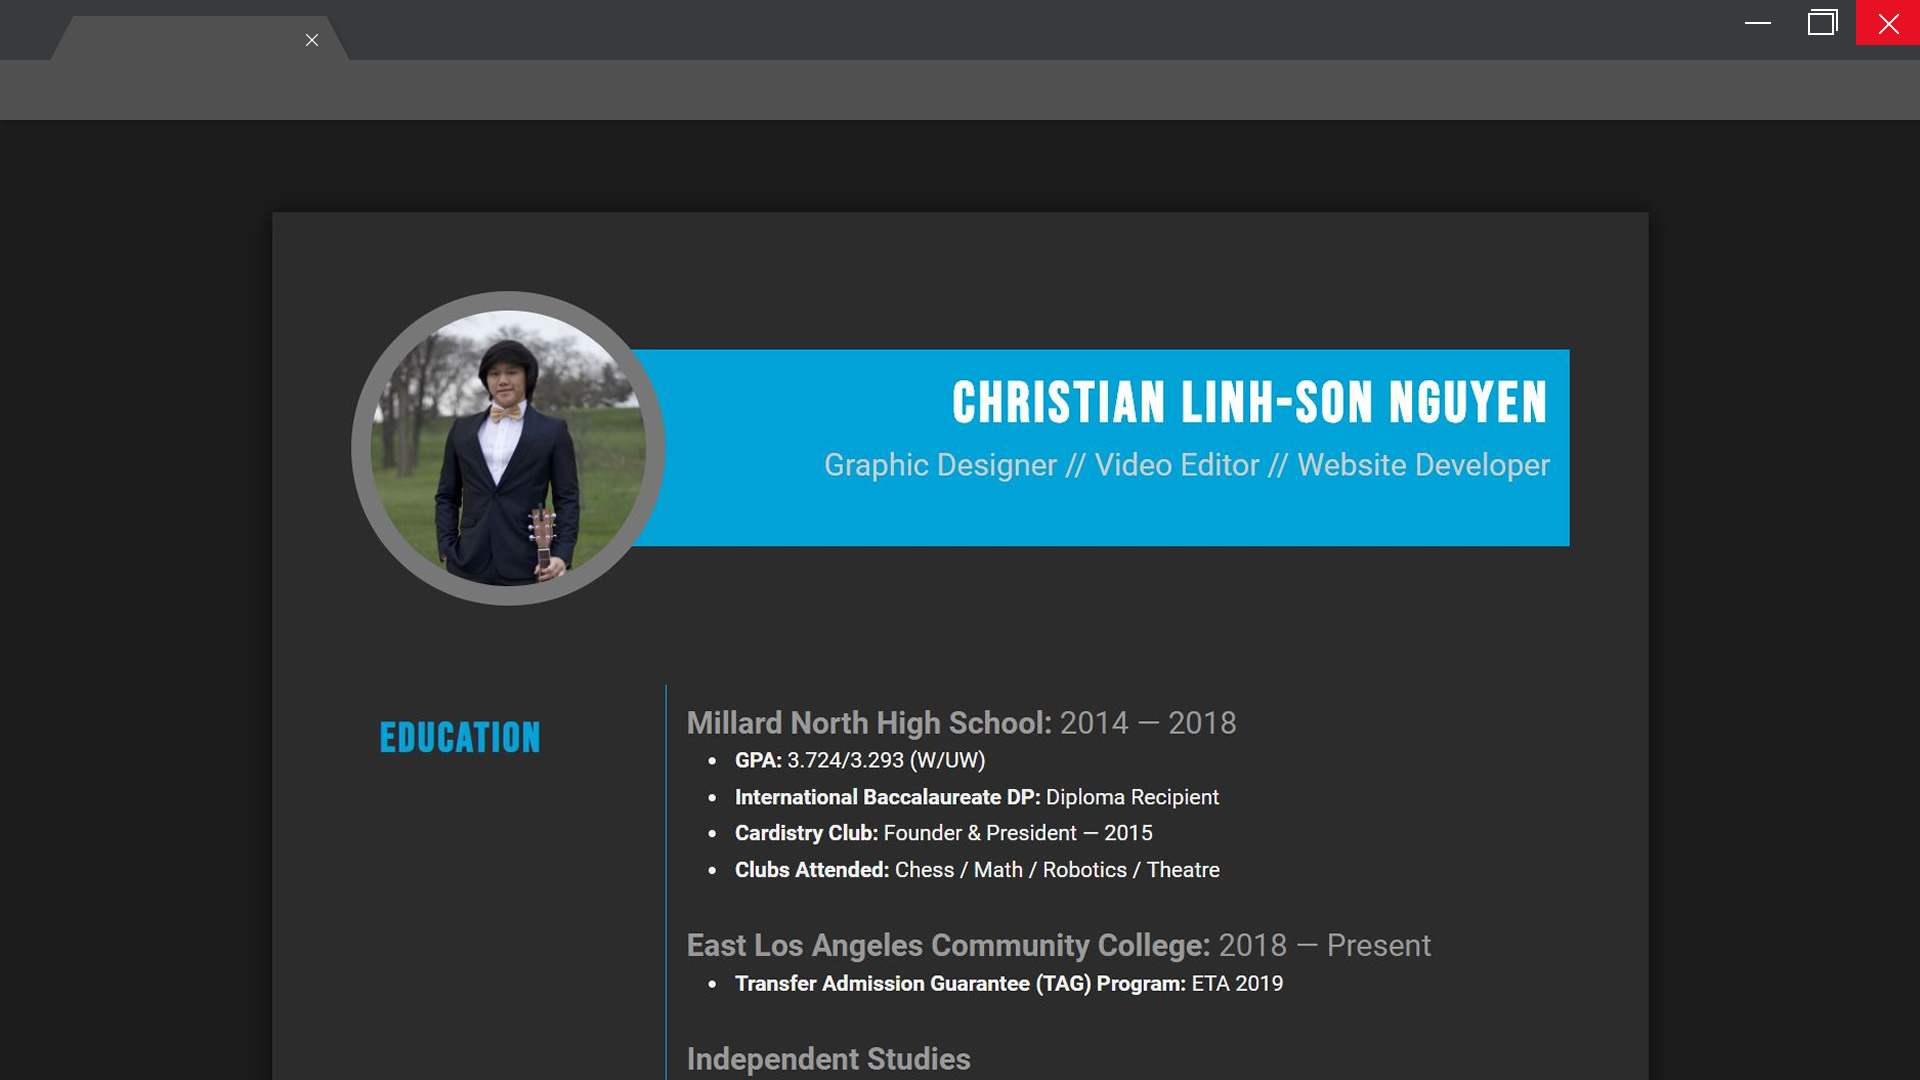 CHRISTIAN LINH-SON NGUYEN
Graphic Designer // Video Editor // Website Developer
EDUCATION
Millard North High School: 2014 — 2018
• GPA: 3.724/3.293 (W/UW)
• International Baccalaureate DP: Diploma Recipient
• Cardistry Club: Founder & President — 2015
• Clubs Attended: Chess / Math / Robotics / Theatre
East Los Angeles Community College: 2018 — Present
• Transfer Admission Guarantee (TAG) Program: ETA 2019
Independent Studies